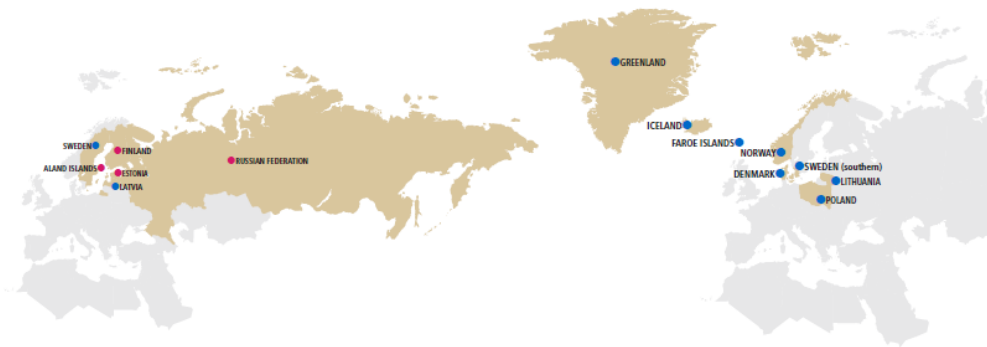 SWEDEN
FINLAND
ALAND ISLANDS
ESTONIA
LATVIA
RUSSIAN FEDERATION
GREENLAND
ICELAND
FAROE ISLANDS
NORWAY
SWEDEN (southern)
DENMARK
LITHUANIA
POLAND